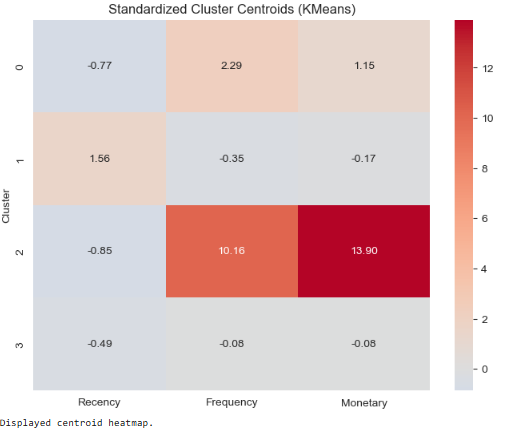 Standardized Cluster Centroids (KMeans)
0 -0.77 2.29 1.15
1 1.56 -0.35 -0.17
2 -0.85 10.16 13.90
3 -0.49 -0.08 -0.08
Cluster
Recency Frequency Monetary
12
10
8
6
4
2
0
Displayed centroid heatmap.